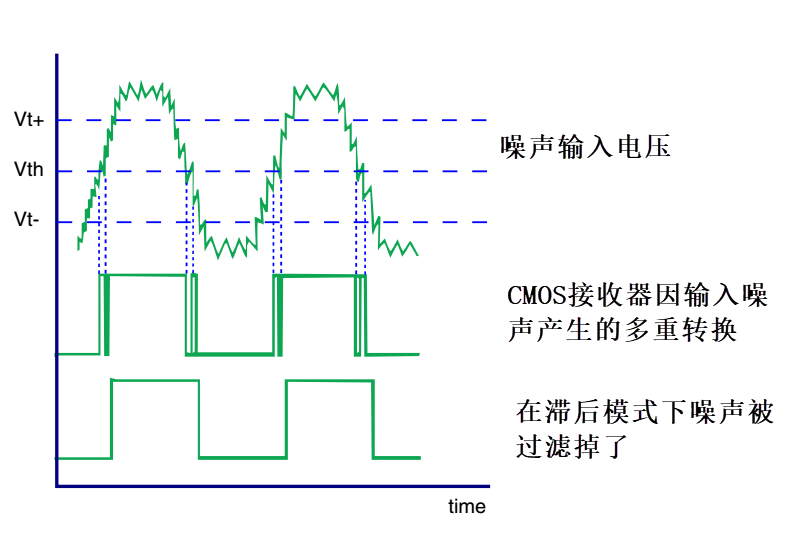 Vt+
噪声输入电压
Vth
Vt-
CMOS接收器因输入噪
声产生的多重转换
在滞后模式下噪声被
过滤掉了
time